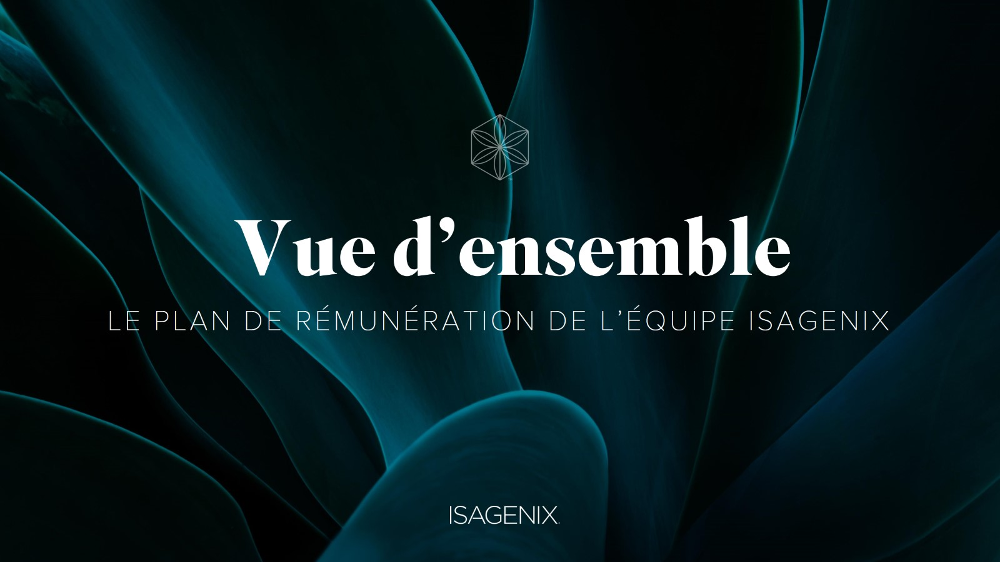 Vue d’ensemble
LE PLAN DE RÉMUNÉRATION DE L’ÉQUIPE ISAGENIX
ISAGENIX